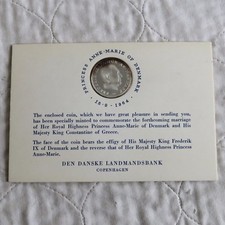 PRINCESS ANNE-MARIE OF DENMARK
18-9-1964
The enclosed coin, which we have great pleasure in sending you, has
been specially minted to commemorate the forthcoming marriage
of Her Royal Highness Princess Anne-Marie of Denmark and His
Majesty King Constantine of Greece.
The face of the coin bears the effigy of His Majesty King Frederik
IX of Denmark and the reverse that of Her Royal Highness Princess
Anne-Marie.
DEN DANSKE LANDMANDSBANK
COPENHAGEN